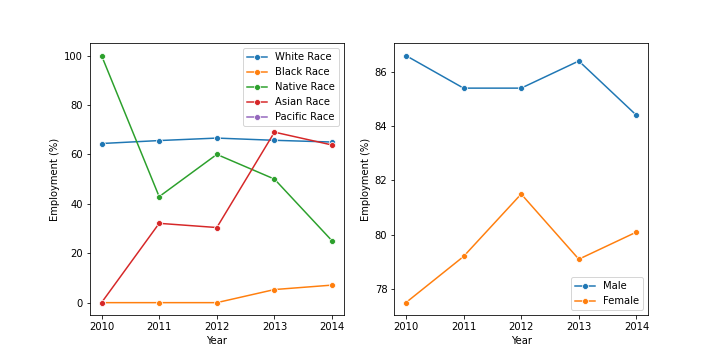 100
80
60
40
20
0
Employment (%)
2010 2011 2012 2013 2014
Year
White Race
Black Race
Native Race
Asian Race
Pacific Race
86
84
82
80
78
Employment (%)
2010 2011 2012 2013 2014
Year
Male
Female